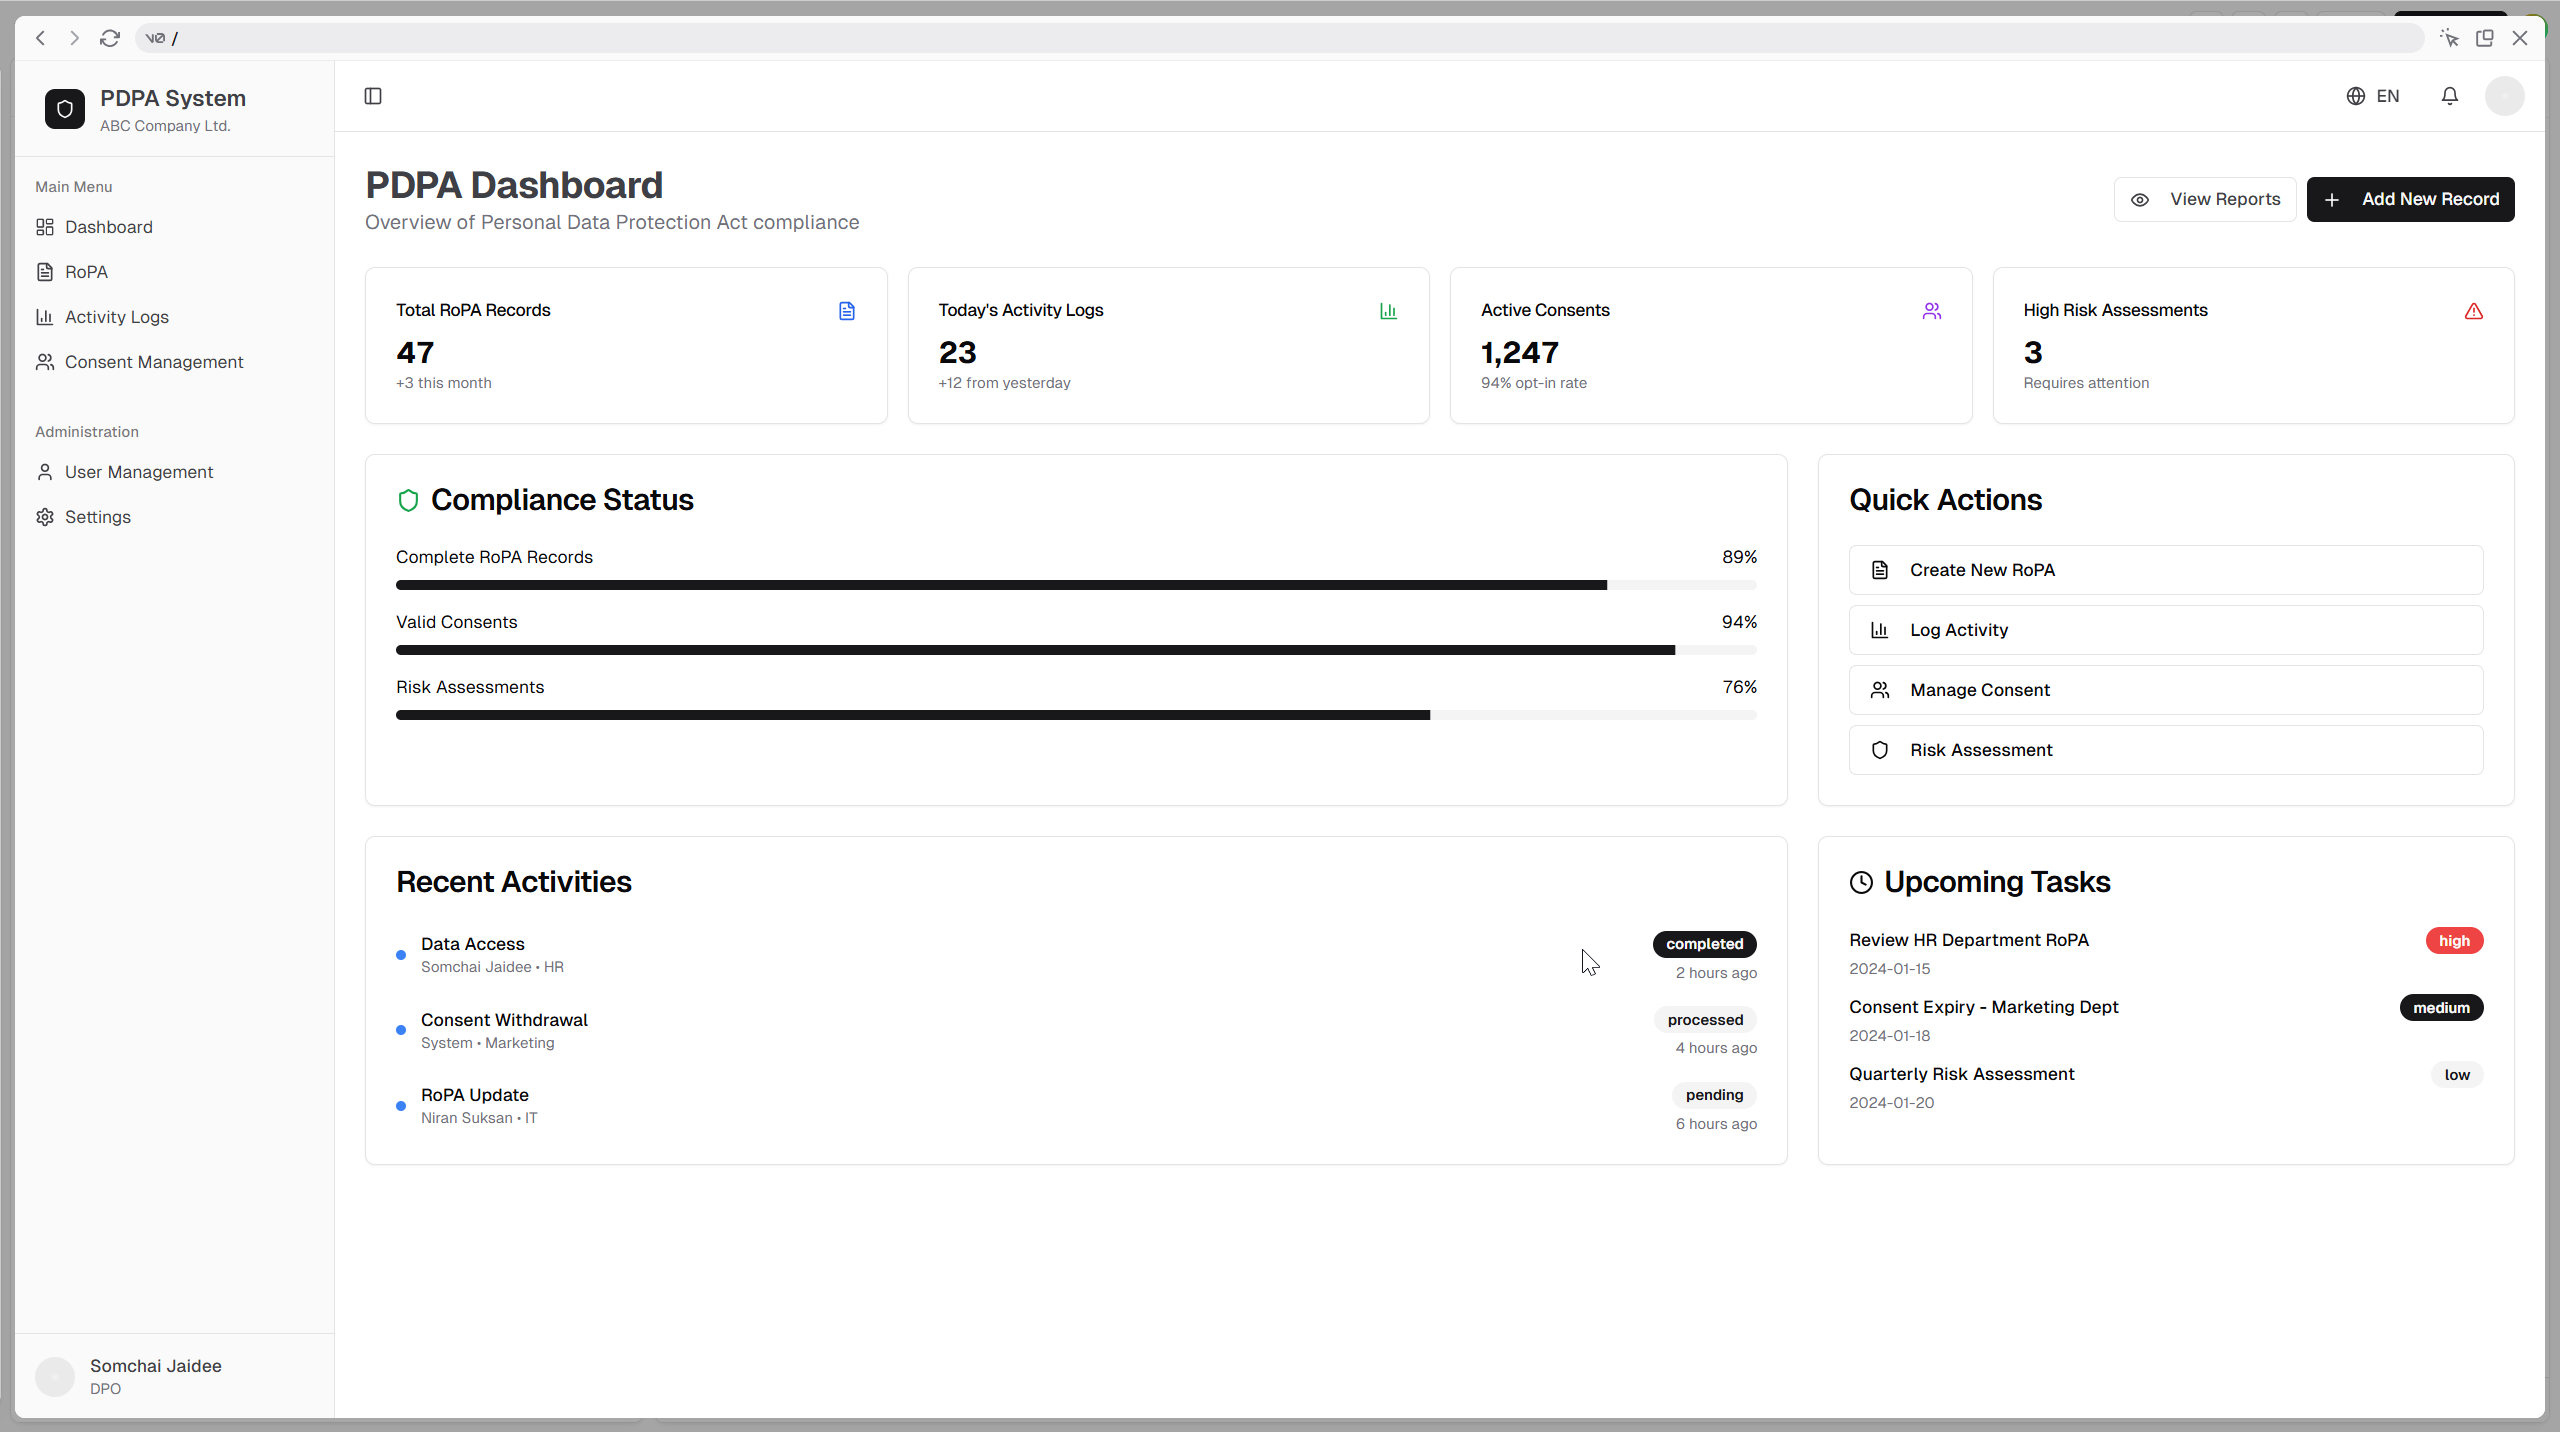 v0 /
PDPA System
ABC Company Ltd.
EN
Main Menu
Dashboard
RoPA
Activity Logs
Consent Management
Administration
User Management
Settings
Somchai Jaidee
DPO
PDPA Dashboard
Overview of Personal Data Protection Act compliance
View Reports
Add New Record
Total RoPA Records
47
+3 this month
Today's Activity Logs
23
+12 from yesterday
Active Consents
1,247
94% opt-in rate
High Risk Assessments
3
Requires attention
Compliance Status
Complete RoPA Records 89%
Valid Consents 94%
Risk Assessments 76%
Quick Actions
Create New RoPA
Log Activity
Manage Consent
Risk Assessment
Recent Activities
Data Access completed
Somchai Jaidee • HR 2 hours ago
Consent Withdrawal processed
System • Marketing 4 hours ago
RoPA Update pending
Niran Suksan • IT 6 hours ago
Upcoming Tasks
Review HR Department RoPA high
2024-01-15
Consent Expiry - Marketing Dept medium
2024-01-18
Quarterly Risk Assessment low
2024-01-20